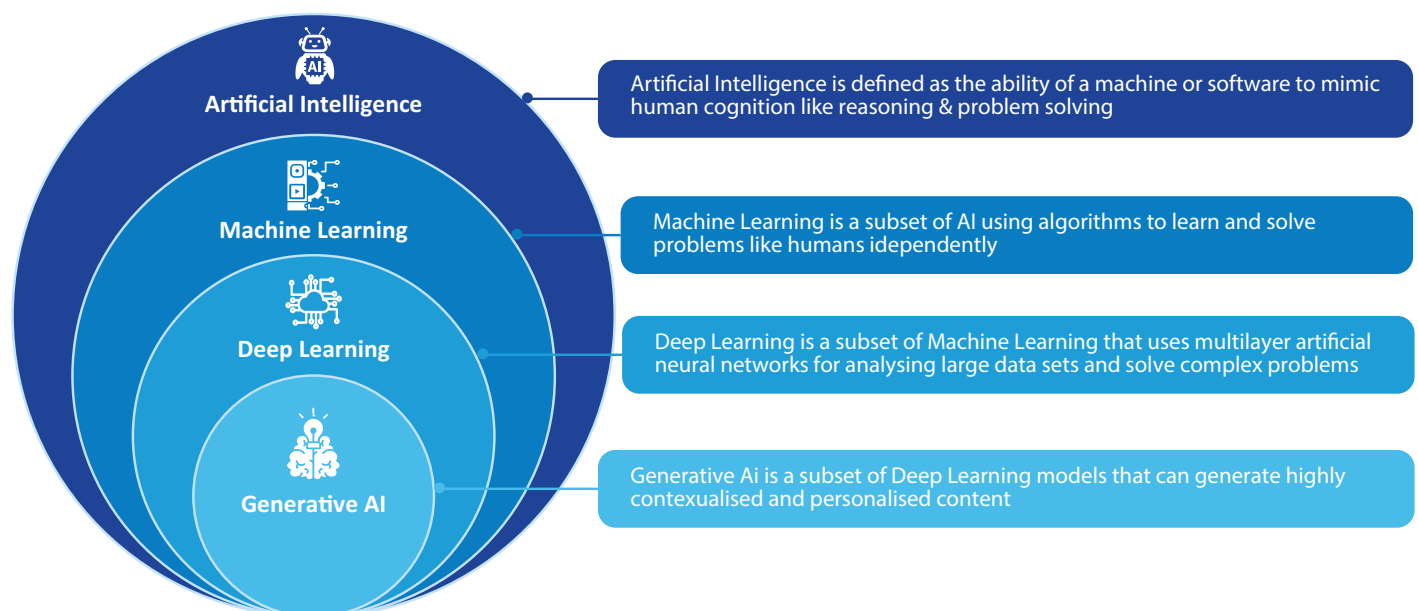 AI
Artificial Intelligence
Artificial Intelligence is defined as the ability of a machine or software to mimic
human cognition like reasoning & problem solving
Machine Learning
Machine Learning is a subset of AI using algorithms to learn and solve
problems like humans idependently
Deep Learning
Deep Learning is a subset of Machine Learning that uses multilayer artificial
neural networks for analysing large data sets and solve complex problems
Generative AI
Generative Ai is a subset of Deep Learning models that can generate highly
contexualised and personalised content